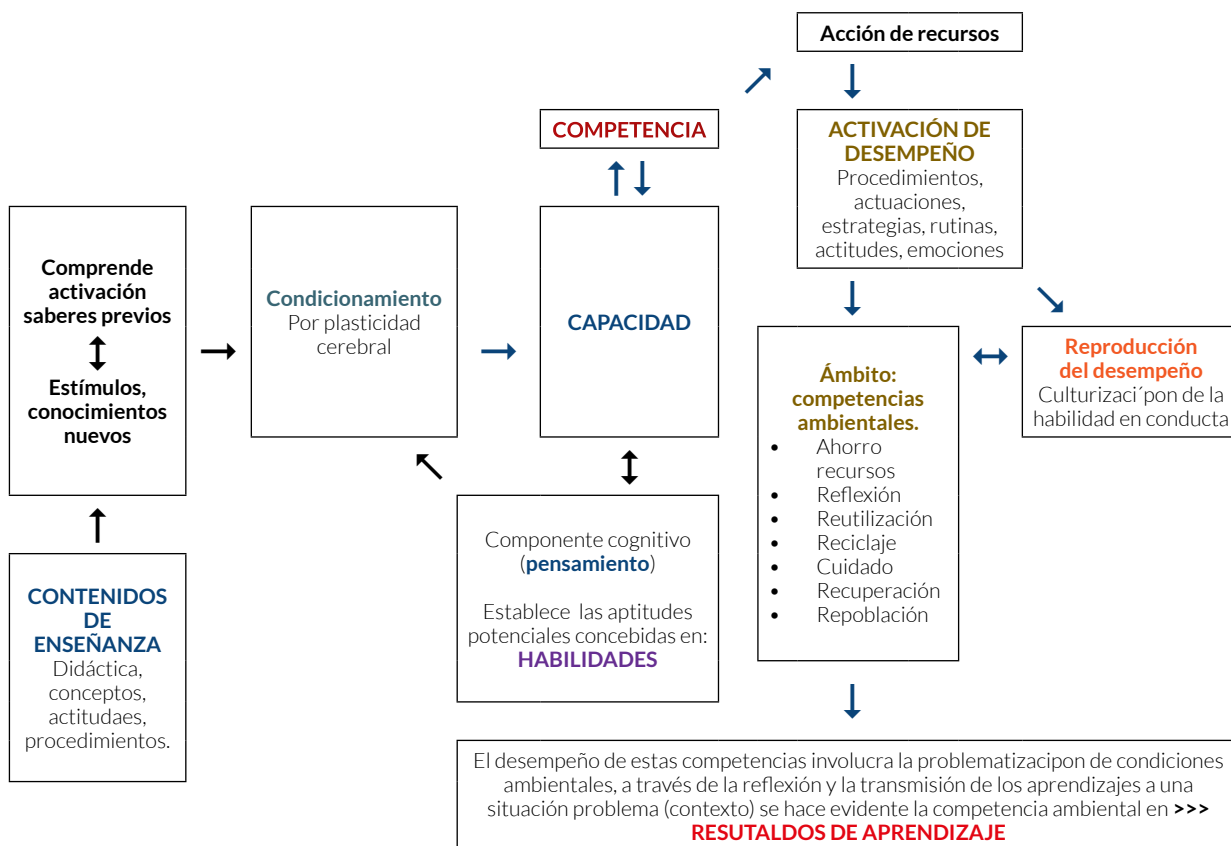 Acción de recursos
COMPETENCIA
ACTIVACIÓN DE
DESEMPEÑO
Procedimientos,
actuaciones,
estrategias, rutinas,
actitudes, emociones
Comprende
activación
saberes previos
Estímulos,
conocimientos
nuevos
Condicionamiento
Por plasticidad
cerebral
CAPACIDAD
Ámbito:
competencias
ambientales.
• Ahorro
recursos
• Reflexión
• Reutilización
• Reciclaje
• Cuidado
• Recuperación
• Repoblación
Reproducción
del desempeño
Culturizaci´pon de la
habilidad en conducta
CONTENIDOS
DE
ENSEÑANZA
Didáctica,
conceptos,
actitudaes,
procedimientos.
Componente cognitivo
(pensamiento)
Establece las aptitudes
potenciales concebidas en:
HABILIDADES
El desempeño de estas competencias involucra la problematizacipon de condiciones
ambientales, a través de la reflexión y la transmisión de los aprendizajes a una
situación problema (contexto) se hace evidente la competencia ambiental en >>>
RESUTALDOS DE APRENDIZAJE